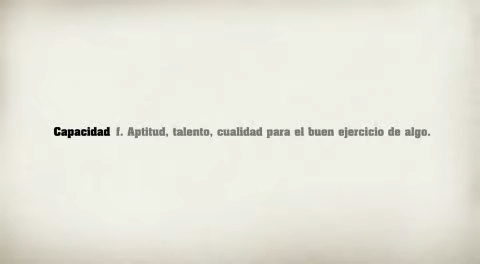 Capacidad f. Aptitud, talento, cualidad para el buen ejercicio de algo.